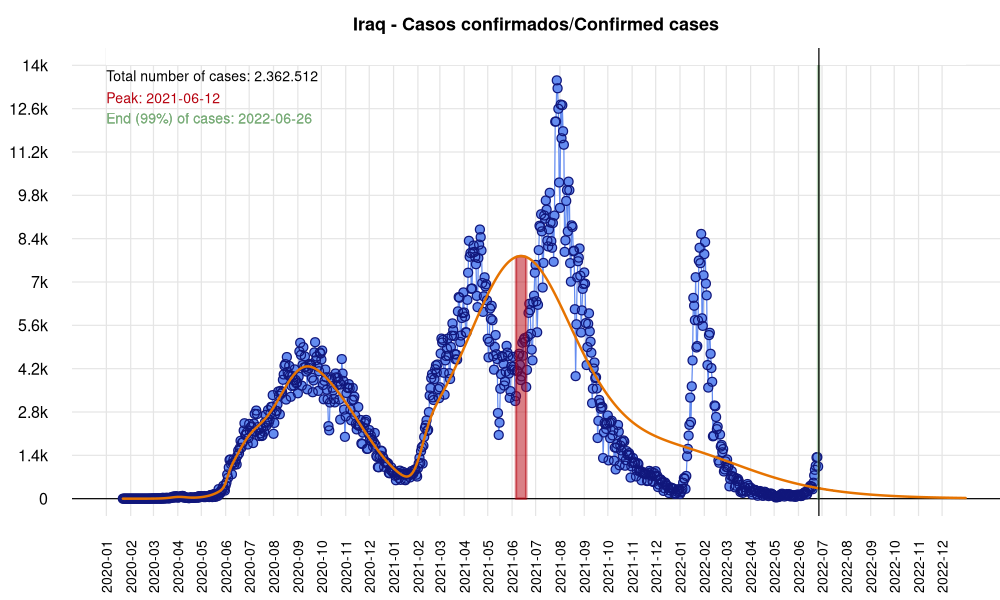 Iraq - Casos confirmados/Confirmed cases
Total number of cases: 2.362.512
Peak: 2021-06-12
End (99%) of cases: 2022-06-26
14k
12.6k
11.2k
9.8k
8.4k
7k
5.6k
4.2k
2.8k
1.4k
0
2020-01
2020-02
2020-03
2020-04
2020-05
2020-06
2020-07
2020-08
2020-09
2020-10
2020-11
2020-12
2021-01
2021-02
2021-03
2021-04
2021-05
2021-06
2021-07
2021-08
2021-09
2021-10
2021-11
2021-12
2022-01
2022-02
2022-03
2022-04
2022-05
2022-06
2022-07
2022-08
2022-09
2022-10
2022-11
2022-12